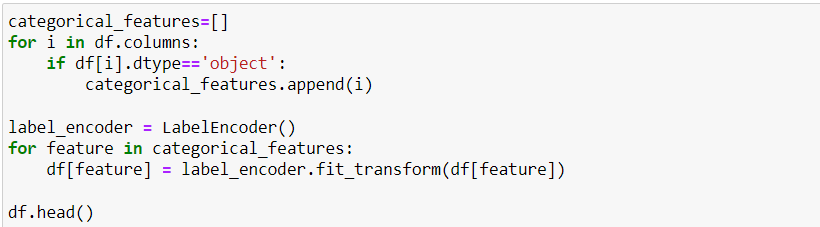 categorical_features=[]
for i in df.columns:
    if df[i].dtype=='object':
        categorical_features.append(i)

label_encoder = LabelEncoder()
for feature in categorical_features:
    df[feature] = label_encoder.fit_transform(df[feature])

df.head()